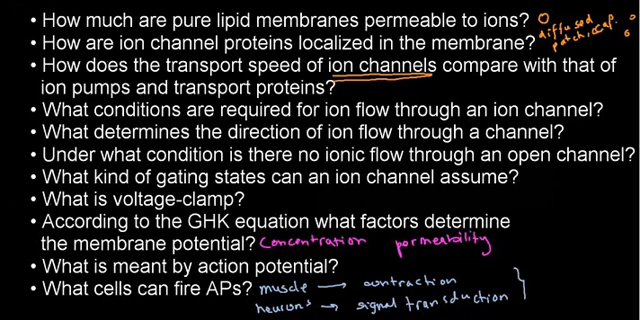 • How much are pure lipid membranes permeable to ions? 0
• How are ion channel proteins localized in the membrane? diffused
patch,
• How does the transport speed of ion channels compare with that of
ion pumps and transport proteins?
• What conditions are required for ion flow through an ion channel?
• What determines the direction of ion flow through a channel?
• Under what condition is there no ionic flow through an open channel?
• What kind of gating states can an ion channel assume?
• What is voltage-clamp?
• According to the GHK equation what factors determine
the membrane potential? Concentration permeability
• What is meant by action potential?
• What cells can fire APs? muscle → contraction
neurons → signal transduction